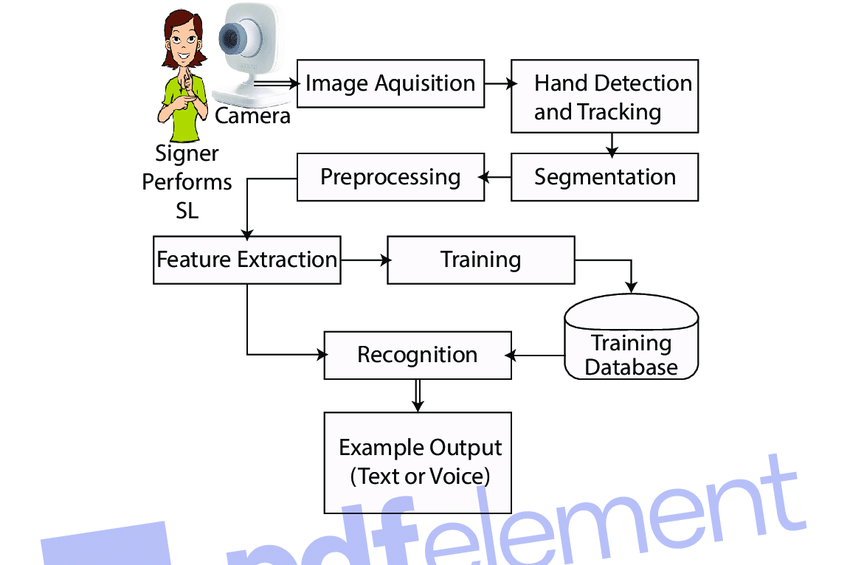 Image Aquisition
Hand Detection
and Tracking
Camera
Signer
Performs
SL
Preprocessing
Segmentation
Feature Extraction
Training
Training
Database
Recognition
Example Output
(Text or Voice)
pdfelement